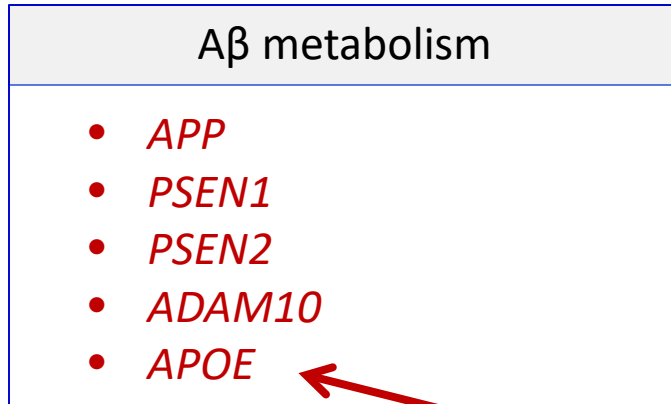 Aβ metabolism
• APP
• PSEN1
• PSEN2
• ADAM10
• APOE